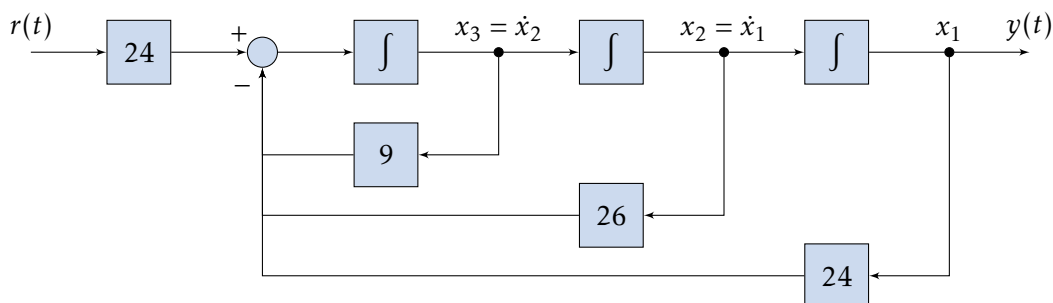 r(t)
24
+
−
∫
x₃ = ẋ₂
∫
x₂ = ẋ₁
∫
x₁
y(t)
9
26
24